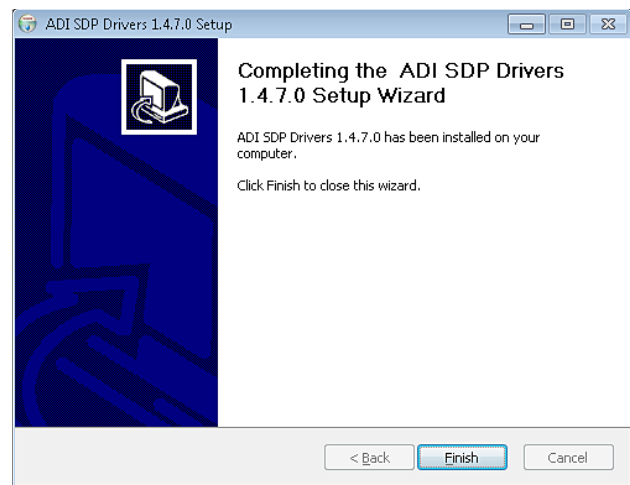 ADI SDP Drivers 1.4.7.0 Setup
Completing the ADI SDP Drivers
1.4.7.0 Setup Wizard
ADI SDP Drivers 1.4.7.0 has been installed on your
computer.
Click Finish to close this wizard.
< Back
Finish
Cancel